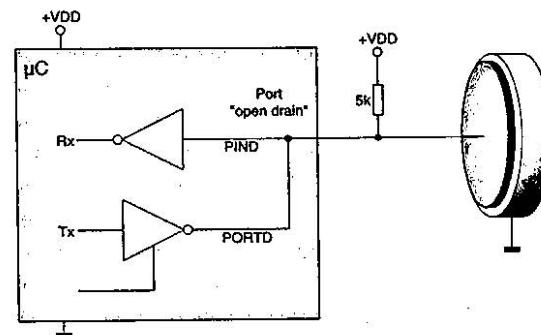 +VDD
µC
Port
"open drain"
+VDD
5k
Rx
PIND
Tx
PORTD